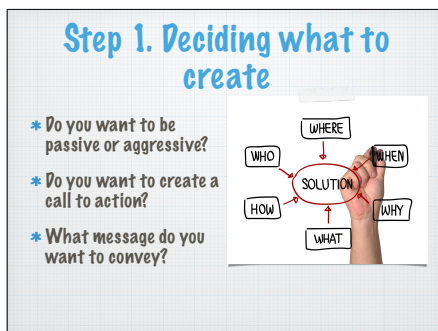 Step 1. Deciding what to
create
* Do you want to be
passive or aggressive?
* Do you want to create a
call to action?
* What message do you
want to convey?
WHERE
WHO
WHEN
SOLUTION
HOW
WHY
WHAT